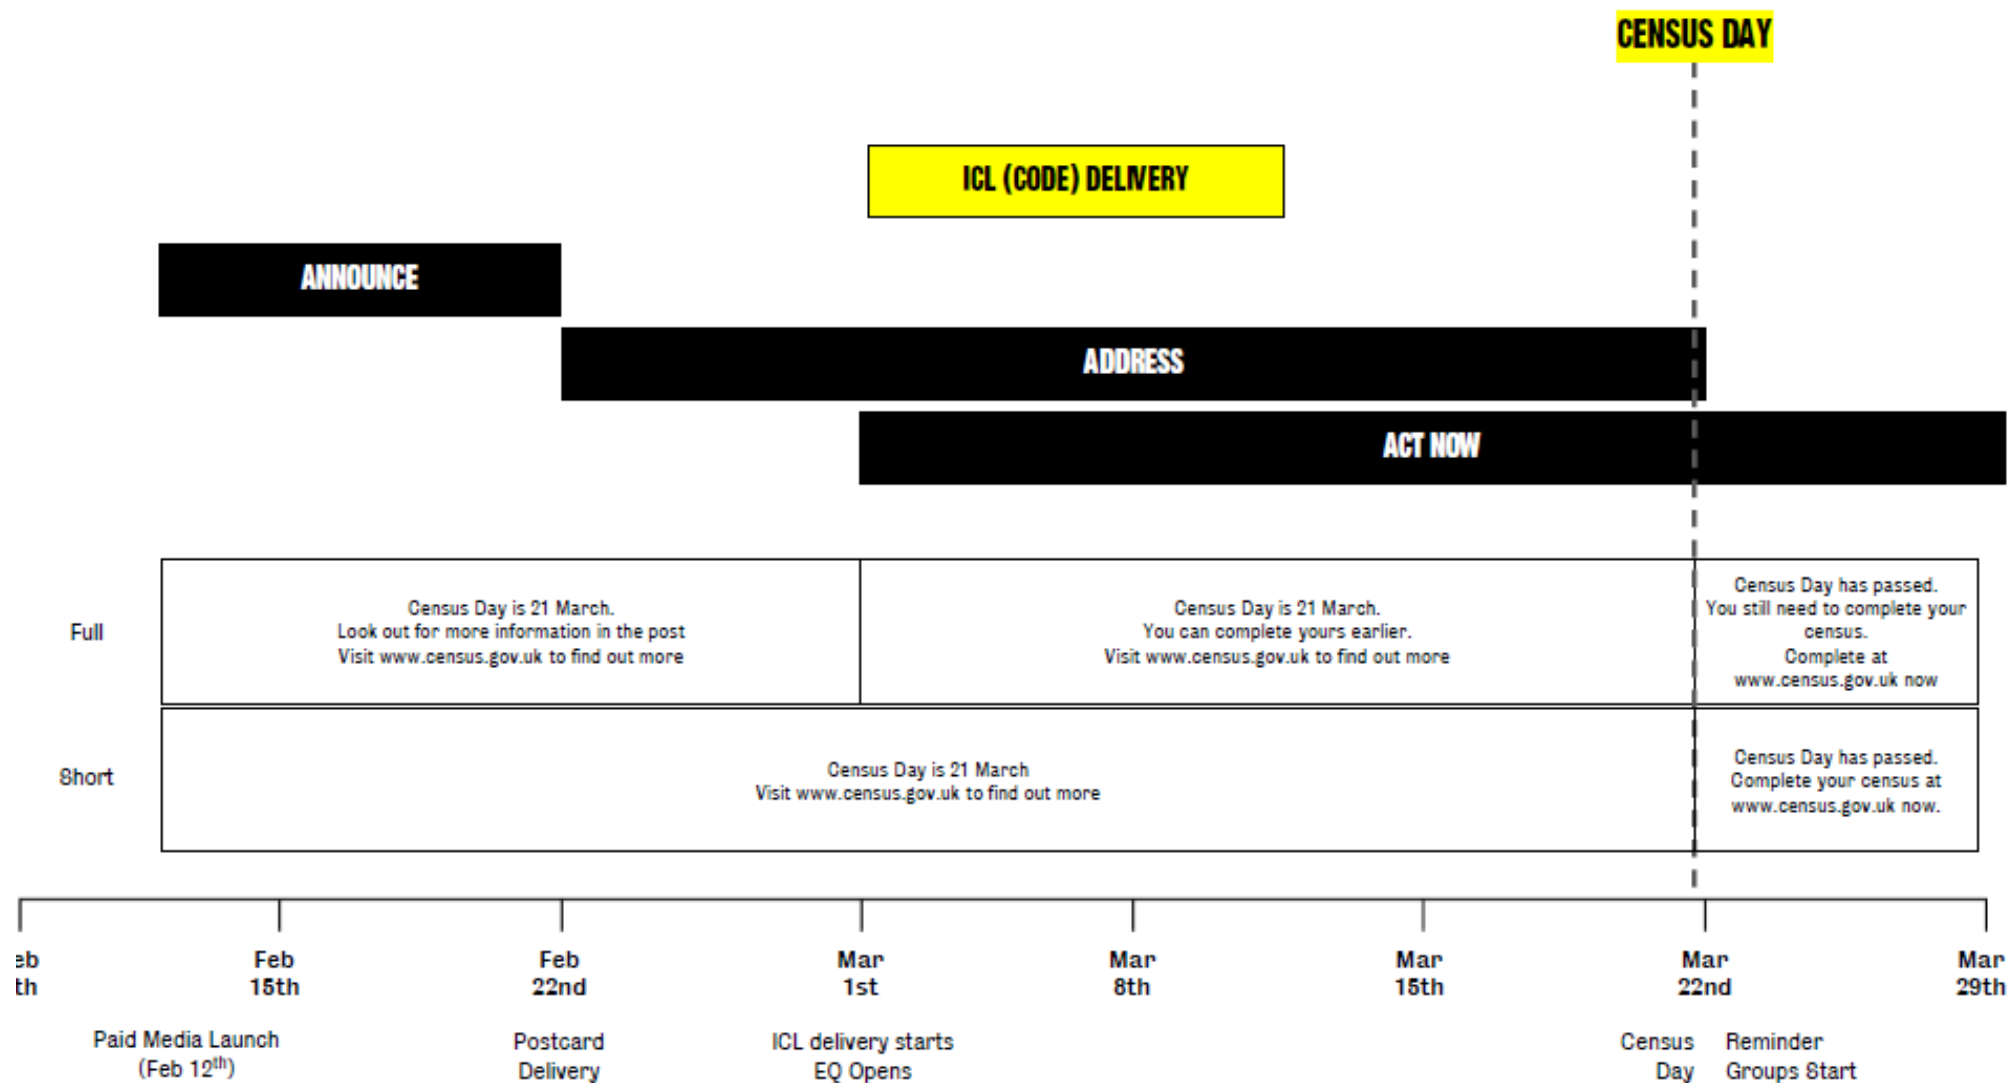 CENSUS DAY
ICL (CODE) DELIVERY
ANNOUNCE
ADDRESS
ACT NOW
Full
Census Day is 21 March.
Look out for more information in the post
Visit www.census.gov.uk to find out more
Census Day is 21 March.
You can complete yours earlier.
Visit www.census.gov.uk to find out more
Census Day has passed.
You still need to complete your
census.
Complete at
www.census.gov.uk now
Short
Census Day is 21 March
Visit www.census.gov.uk to find out more
Census Day has passed.
Complete your census at
www.census.gov.uk now.
eb
th
Feb
15th
Feb
22nd
Mar
1st
Mar
8th
Mar
15th
Mar
22nd
Mar
29th
Paid Media Launch
(Feb 12th)
Postcard
Delivery
ICL delivery starts
EQ Opens
Census
Day
Reminder
Groups Start